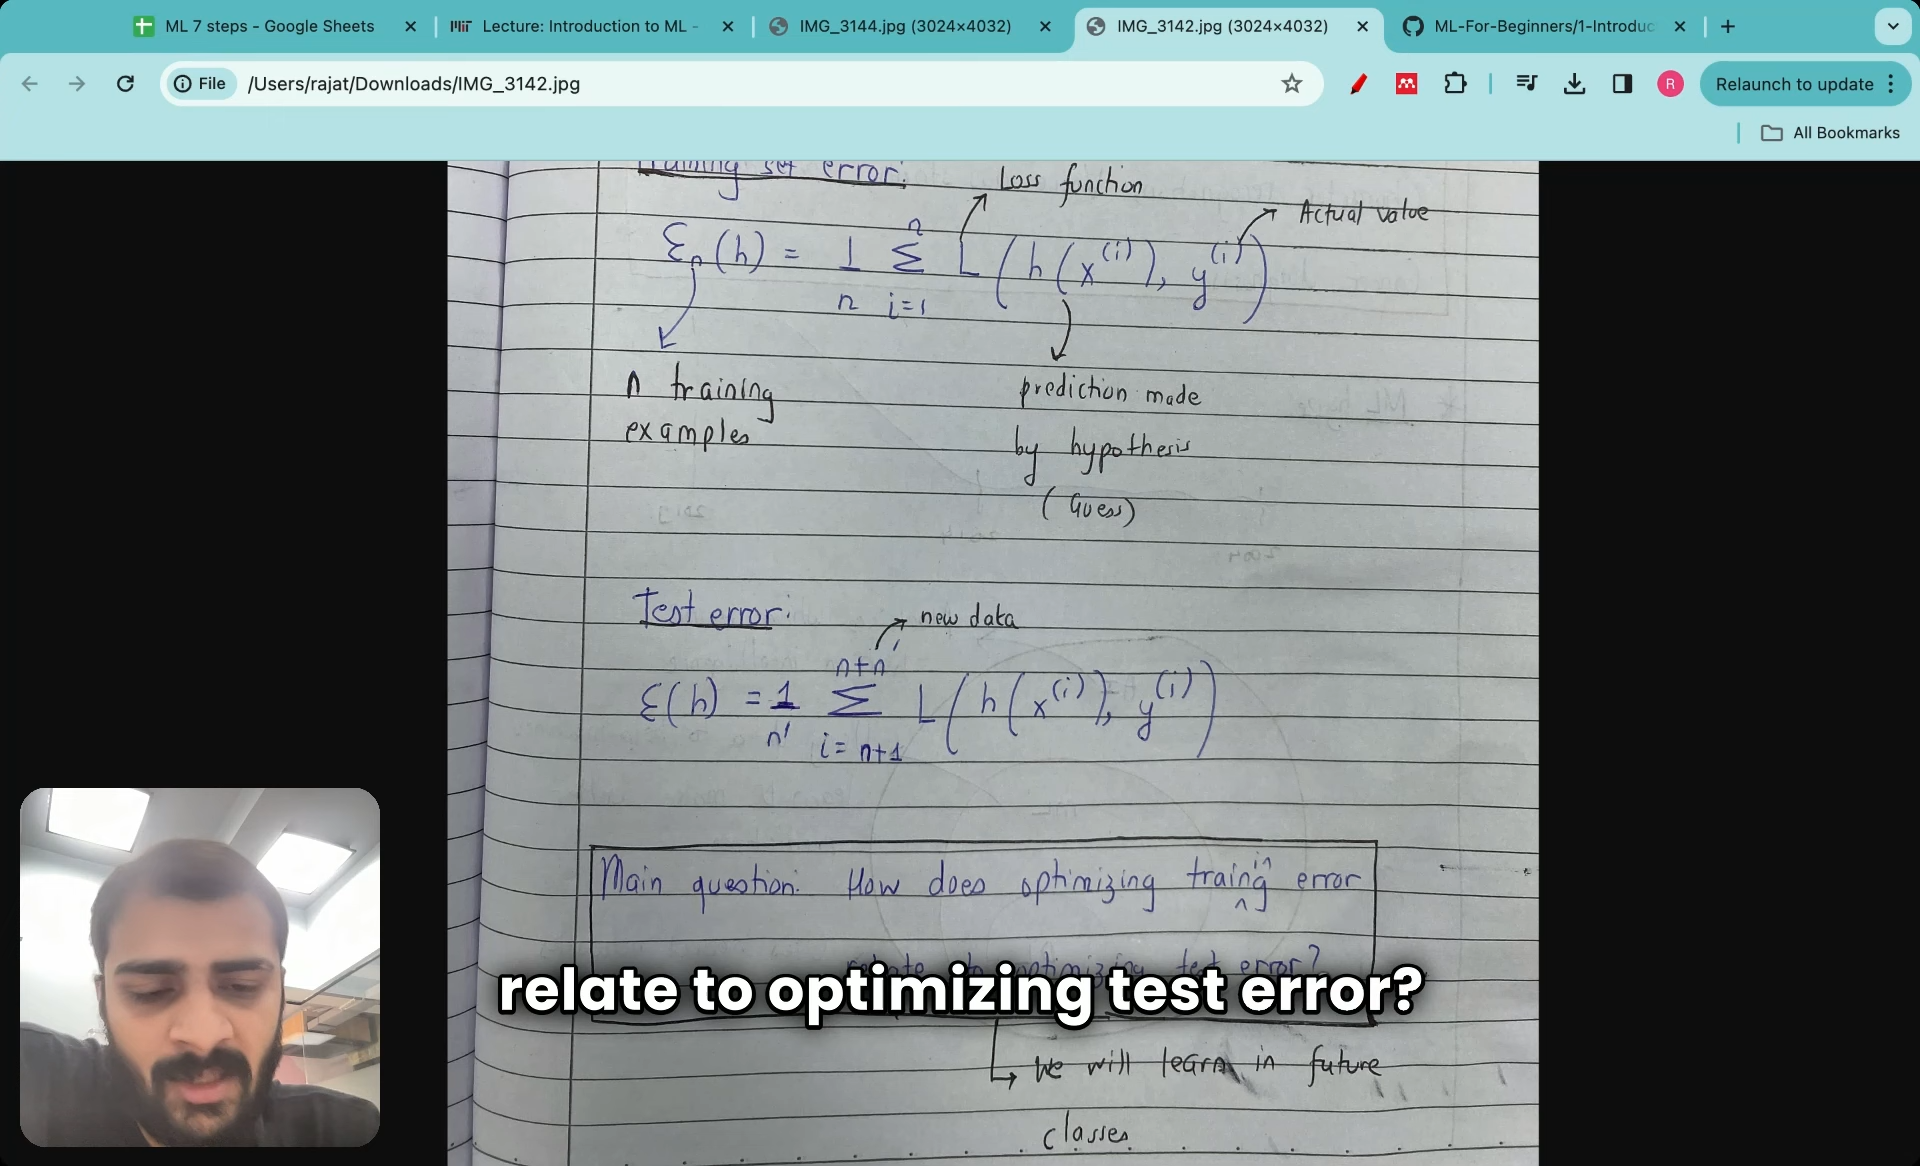 ML 7 steps - Google Sheets
Lecture: Introduction to ML -
IMG_3144.jpg (3024×4032)
IMG_3142.jpg (3024×4032)
ML-For-Beginners/1-Introduc
File
/Users/rajat/Downloads/IMG_3142.jpg
R
Relaunch to update
All Bookmarks
Training set error:
Loss function
Actual value
Ɛn(h) = 1/n Σ i=1 n L(h(x^(i)), y^(i))
n training
examples
prediction made
by hypothesis
(Guess)
Test error:
new data
Ɛ(h) = 1/n' Σ i=n+1 n+n' L(h(x^(i)), y^(i))
Main question: How does optimizing training error
relate to optimizing test error?
relate to optimizing test error?
We will learn in future
classes